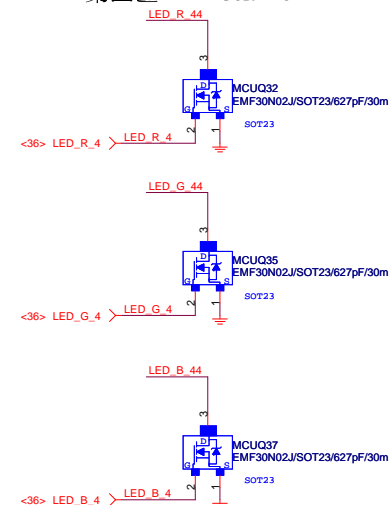 LED_R_44
3
D
G
S
MCUQ32
EMF30N02J/SOT23/627pF/30m
SOT23
2
1
<36> LED_R_4
LED_R_4
LED_G_44
3
D
G
S
MCUQ35
EMF30N02J/SOT23/627pF/30m
SOT23
2
1
<36> LED_G_4
LED_G_4
LED_B_44
3
D
G
S
MCUQ37
EMF30N02J/SOT23/627pF/30m
SOT23
2
1
<36> LED_B_4
LED_B_4